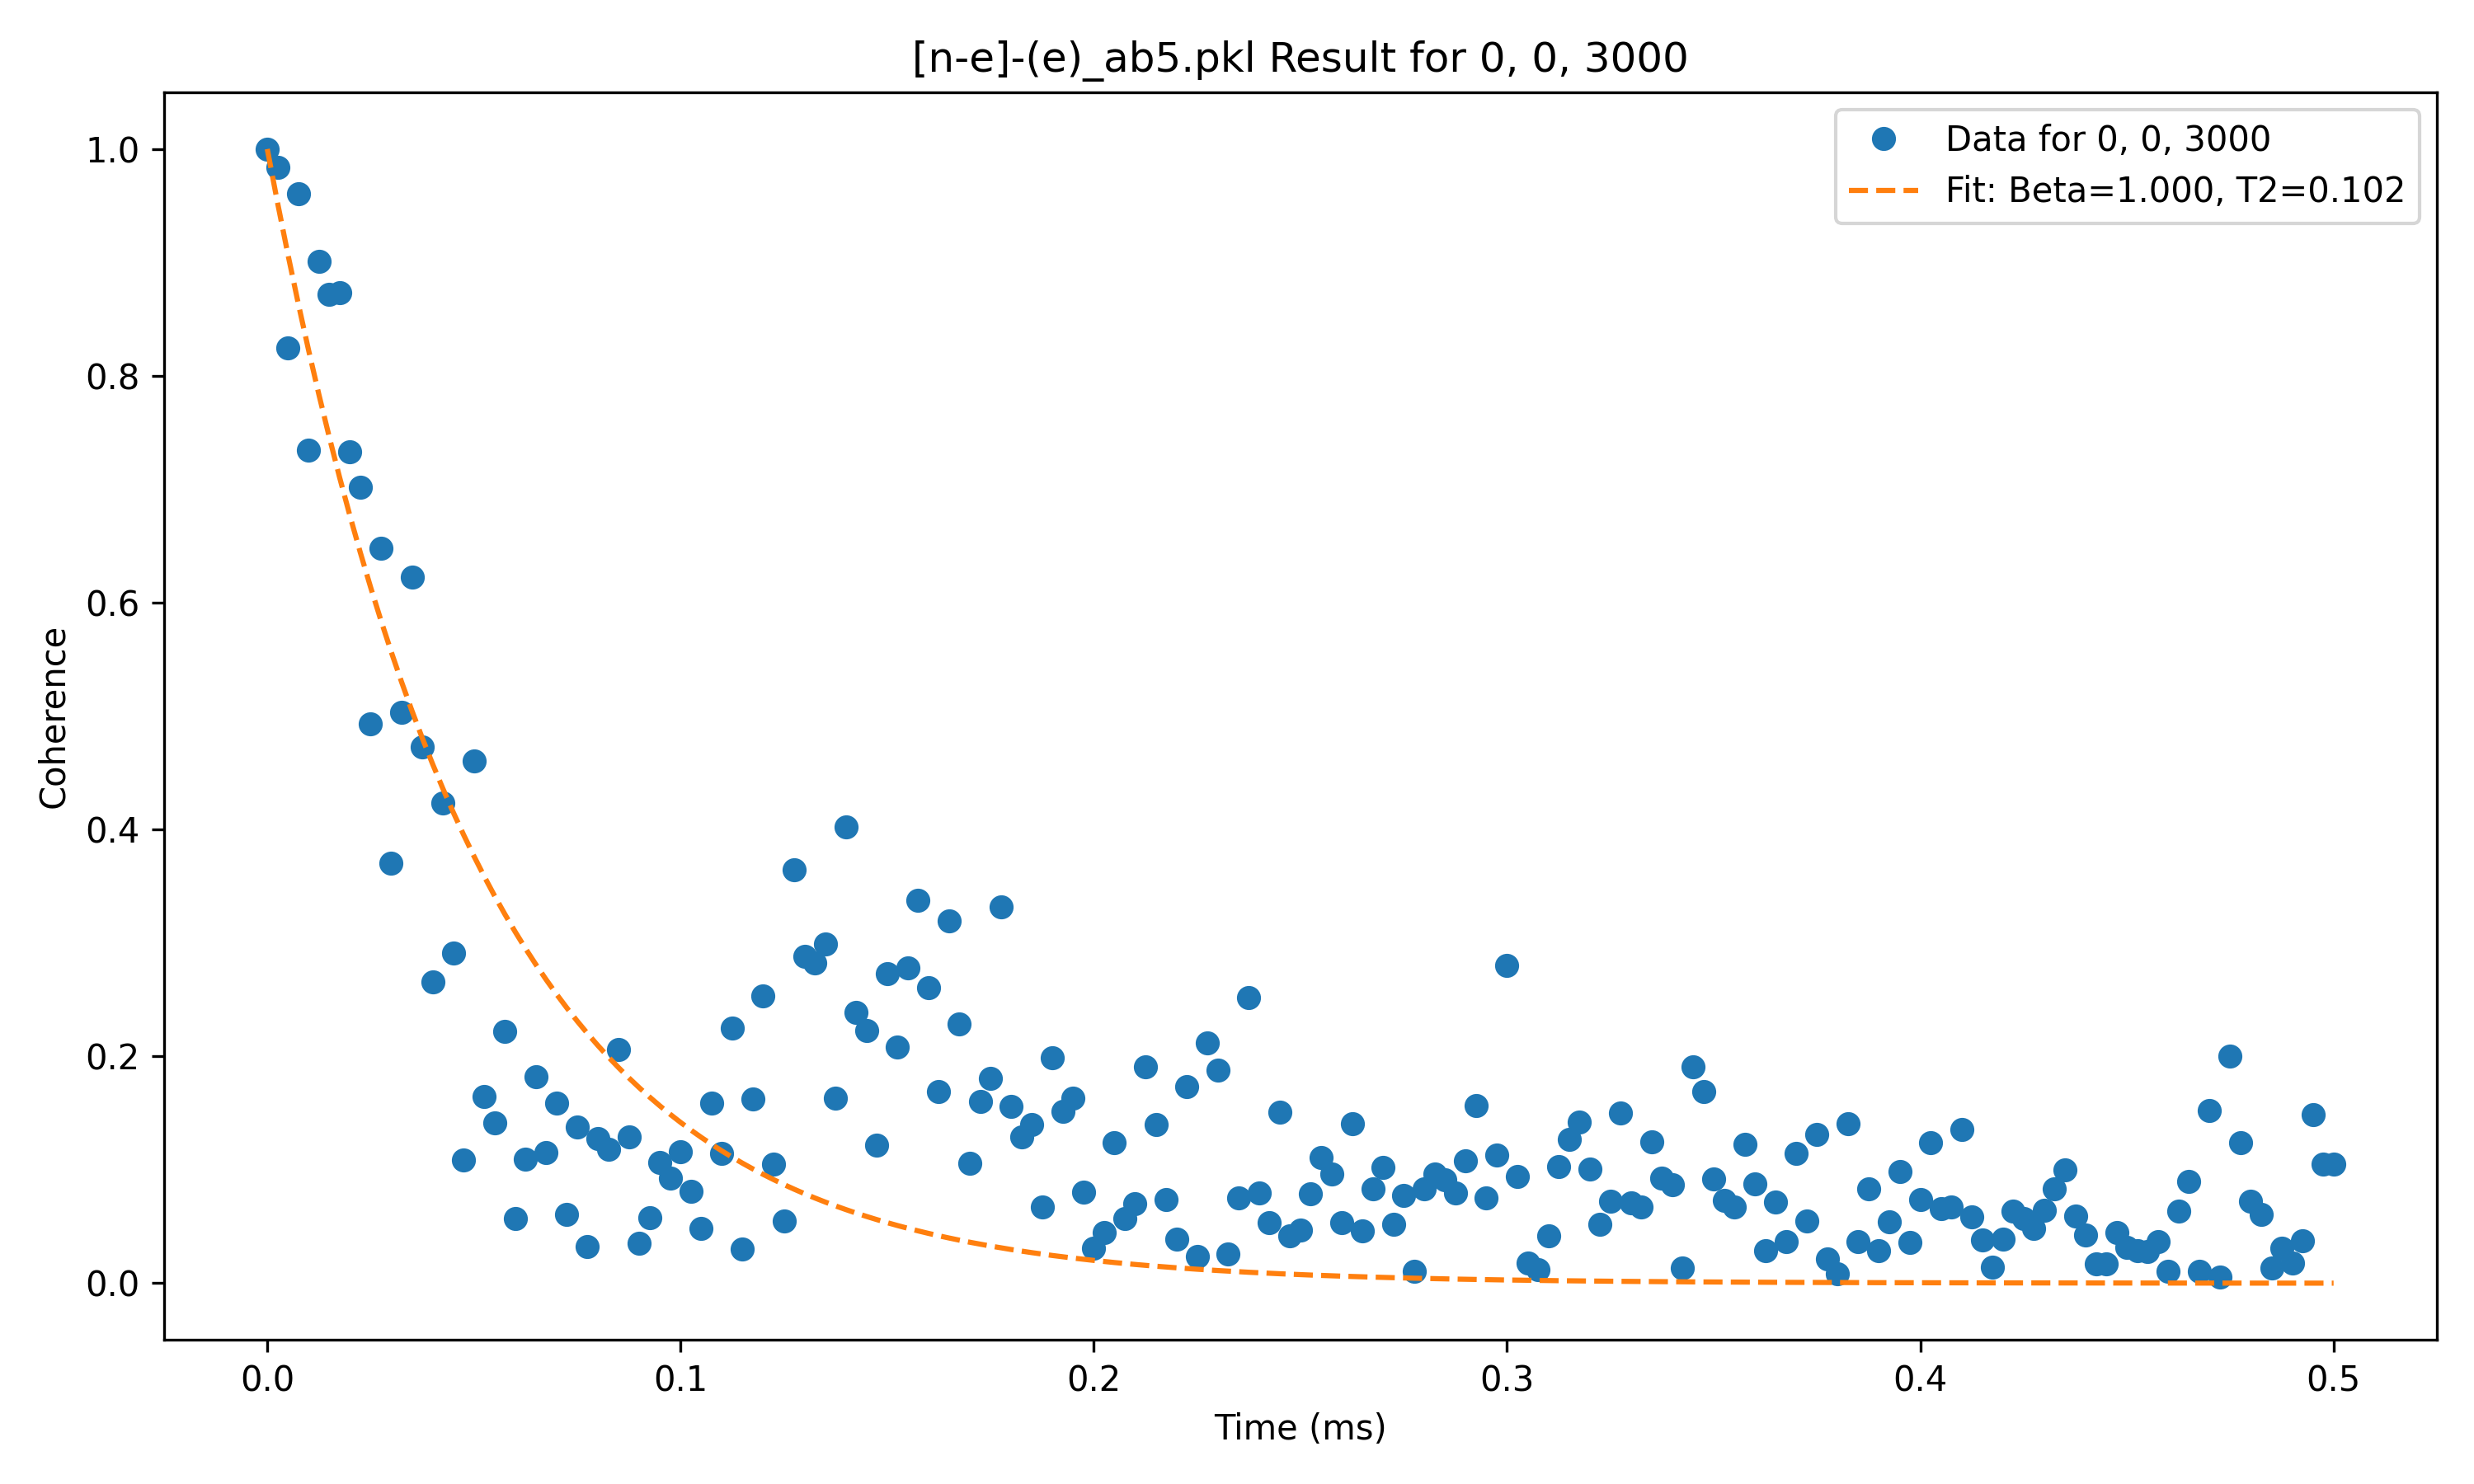 [n-e]-(e)_ab5.pkl Result for 0, 0, 3000
Data for 0, 0, 3000
Fit: Beta=1.000, T2=0.102
Coherence
1.0
0.8
0.6
0.4
0.2
0.0
0.0 0.1 0.2 0.3 0.4 0.5
Time (ms)